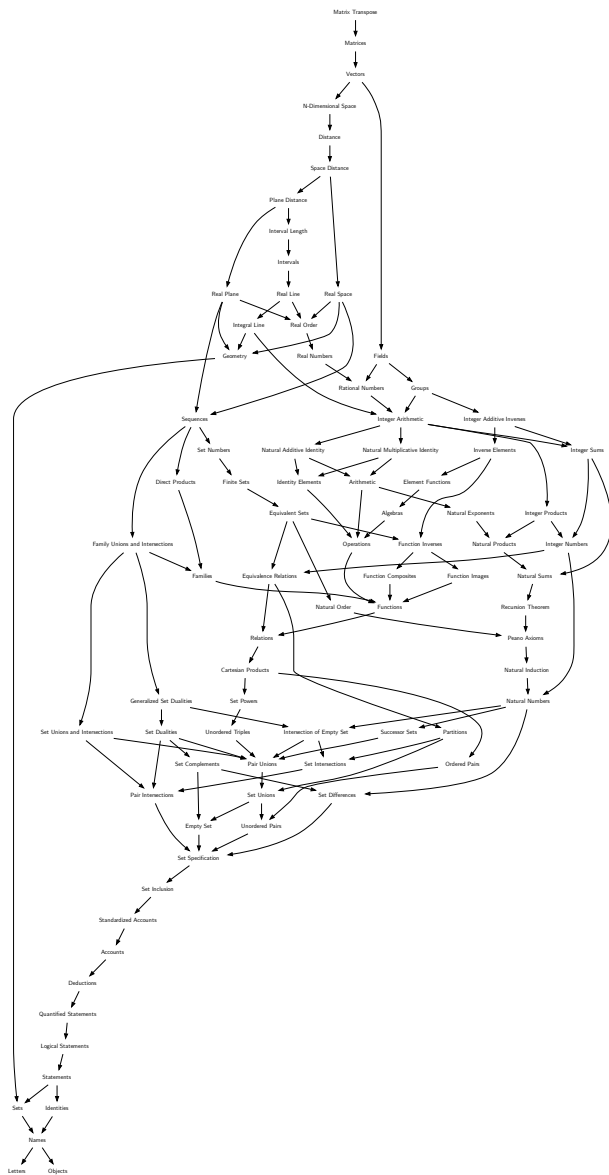 Matrix Transpose
Matrices
Vectors
N-Dimensional Space
Distance
Space Distance
Plane Distance
Interval Length
Intervals
Real Plane Real Line Real Space
Integral Line Real Order
Geometry Real Numbers Fields
Rational Numbers Groups
Sequences Integer Arithmetic Integer Additive Inverses
Set Numbers Natural Additive Identity Natural Multiplicative Identity Inverse Elements Integer Sums
Direct Products Finite Sets Identity Elements Arithmetic Element Functions
Equivalent Sets Algebras Natural Exponents Integer Products
Family Unions and Intersections Operations Function Inverses Natural Products Integer Numbers
Families Equivalence Relations Function Composites Function Images Natural Sums
Natural Order Functions Recursion Theorem
Relations Peano Axioms
Cartesian Products Natural Induction
Generalized Set Dualities Set Powers Natural Numbers
Set Unions and Intersections Set Dualities Unordered Triples Intersection of Empty Set Successor Sets Partitions
Set Complements Pair Unions Set Intersections Ordered Pairs
Pair Intersections Set Unions Set Differences
Empty Set Unordered Pairs
Set Specification
Set Inclusion
Standardized Accounts
Accounts
Deductions
Quantified Statements
Logical Statements
Statements
Sets Identities
Names
Letters Objects